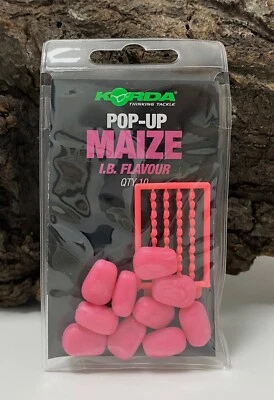 KORDA
THINKING TACKLE
POP-UP
MAIZE
I.B. FLAVOUR
QTY 10